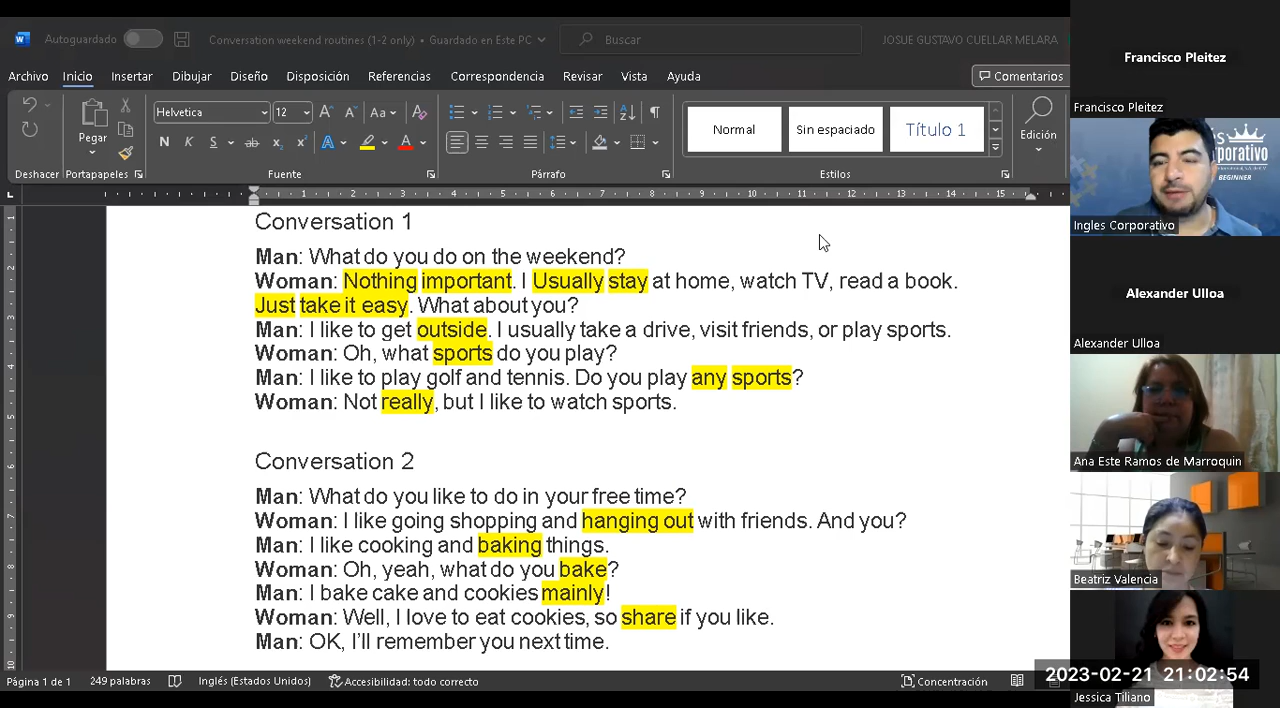 Autoguardado
Conversation weekend routines (1-2 only) • Guardado en Este PC
Buscar
JOSUE GUSTAVO CUELLAR MELARA
Archivo Inicio Insertar Dibujar Diseño Disposición Referencias Correspondencia Revisar Vista Ayuda
Comentarios
Pegar
Helvetica
12
Normal
Sin espaciado
Título 1
Edición
Deshacer Portapapeles Fuente Párrafo Estilos
Conversation 1
Man: What do you do on the weekend?
Woman: Nothing important. I Usually stay at home, watch TV, read a book.
Just take it easy. What about you?
Man: I like to get outside. I usually take a drive, visit friends, or play sports.
Woman: Oh, what sports do you play?
Man: I like to play golf and tennis. Do you play any sports?
Woman: Not really, but I like to watch sports.
Conversation 2
Man: What do you like to do in your free time?
Woman: I like going shopping and hanging out with friends. And you?
Man: I like cooking and baking things.
Woman: Oh, yeah, what do you bake?
Man: I bake cake and cookies mainly!
Woman: Well, I love to eat cookies, so share if you like.
Man: OK, I'll remember you next time.
Página 1 de 1 249 palabras Inglés (Estados Unidos) Accesibilidad: todo correcto Concentración
Francisco Pleitez
Francisco Pleitez
BEGINNER
Ingles Corporativo
Alexander Ulloa
Alexander Ulloa
Ana Este Ramos de Marroquin
Beatriz Valencia
2023-02-21 21:02:54
Jessica Tiliano